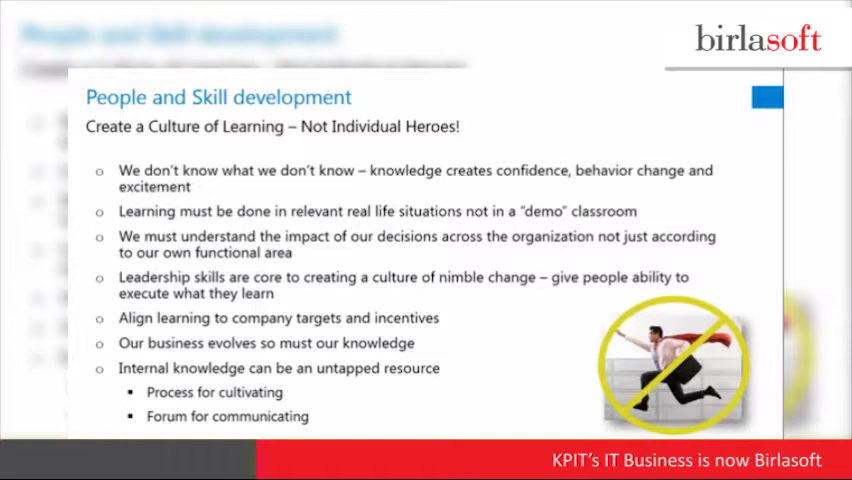 birlasoft
People and Skill development
Create a Culture of Learning – Not Individual Heroes!
o We don't know what we don't know – knowledge creates confidence, behavior change and
excitement
o Learning must be done in relevant real life situations not in a "demo" classroom
o We must understand the impact of our decisions across the organization not just according
to our own functional area
o Leadership skills are core to creating a culture of nimble change – give people ability to
execute what they learn
o Align learning to company targets and incentives
o Our business evolves so must our knowledge
o Internal knowledge can be an untapped resource
▪ Process for cultivating
▪ Forum for communicating
KPIT's IT Business is now Birlasoft